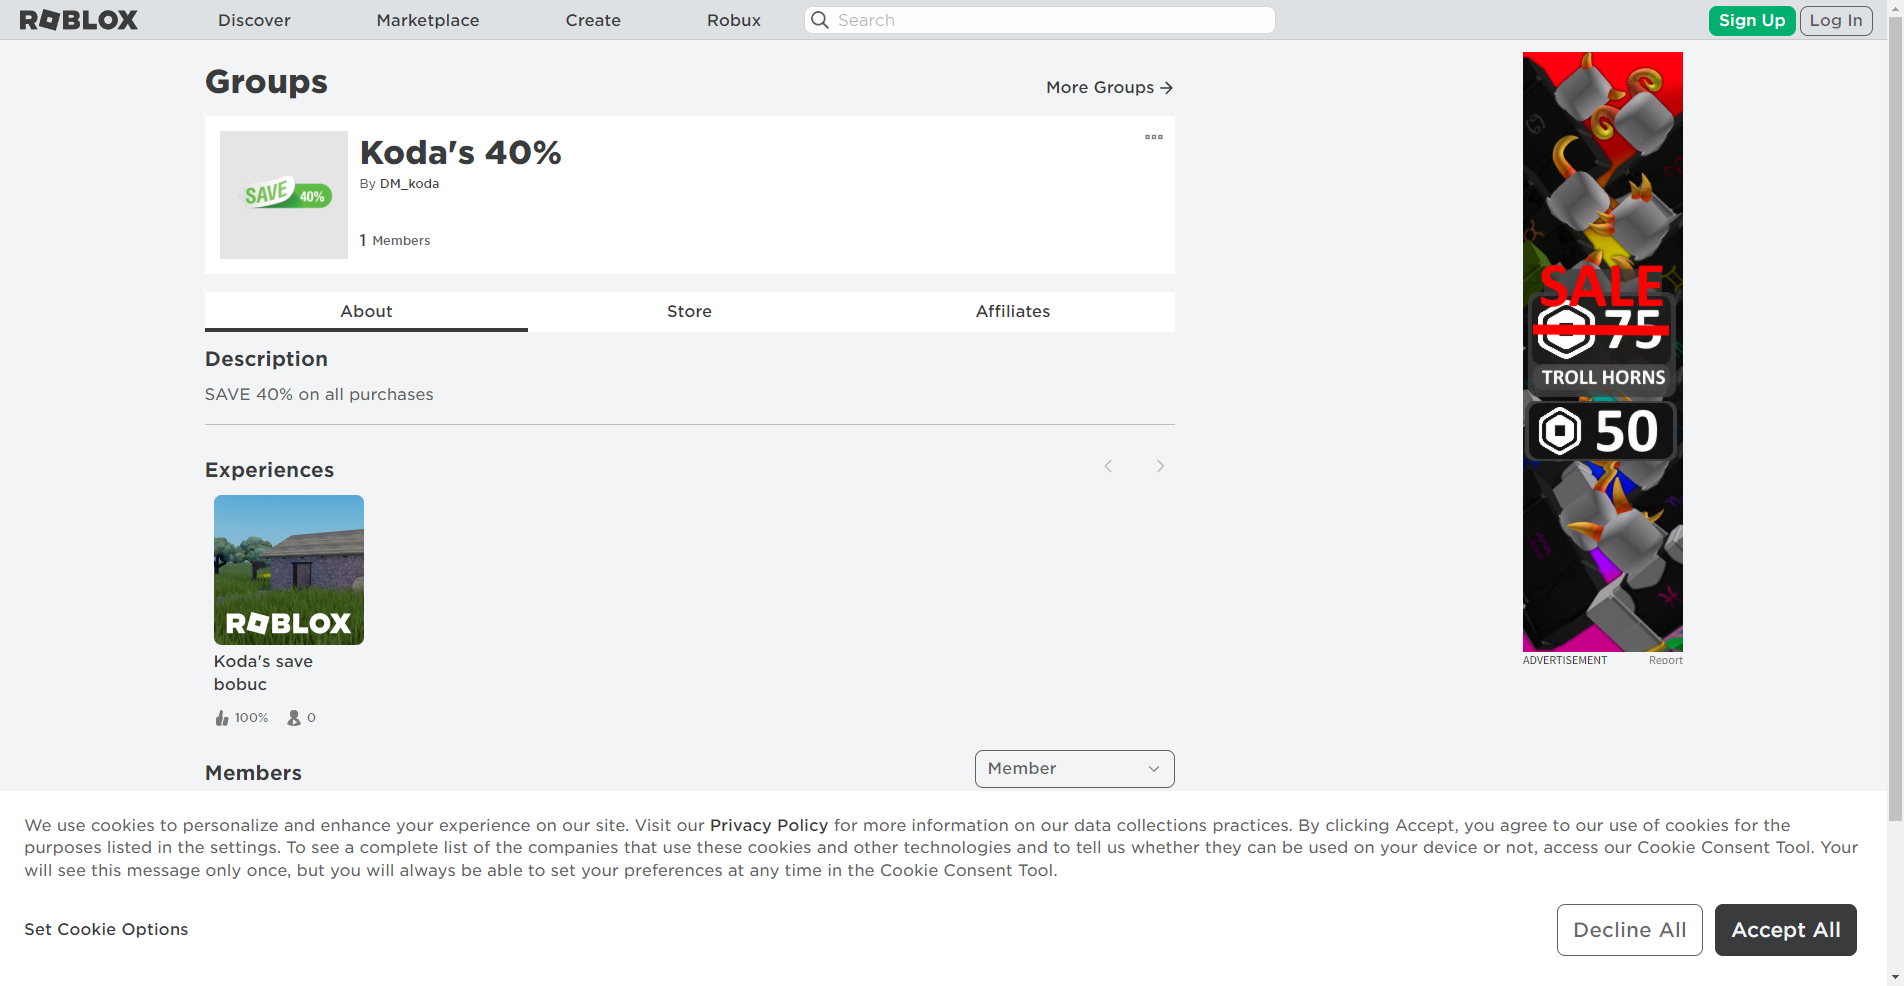 ROBLOX
Discover
Marketplace
Create
Robux
Search
Sign Up
Log In
Groups
More Groups
SAVE 40%
Koda's 40%
By DM_koda
1 Members
About
Store
Affiliates
Description
SAVE 40% on all purchases
Experiences
ROBLOX
Koda's save
bobuc
100%
0
Members
Member
SALE
75
TROLL HORNS
50
ADVERTISEMENT
Report
We use cookies to personalize and enhance your experience on our site. Visit our Privacy Policy for more information on our data collections practices. By clicking Accept, you agree to our use of cookies for the
purposes listed in the settings. To see a complete list of the companies that use these cookies and other technologies and to tell us whether they can be used on your device or not, access our Cookie Consent Tool. Your
will see this message only once, but you will always be able to set your preferences at any time in the Cookie Consent Tool.
Set Cookie Options
Decline All
Accept All